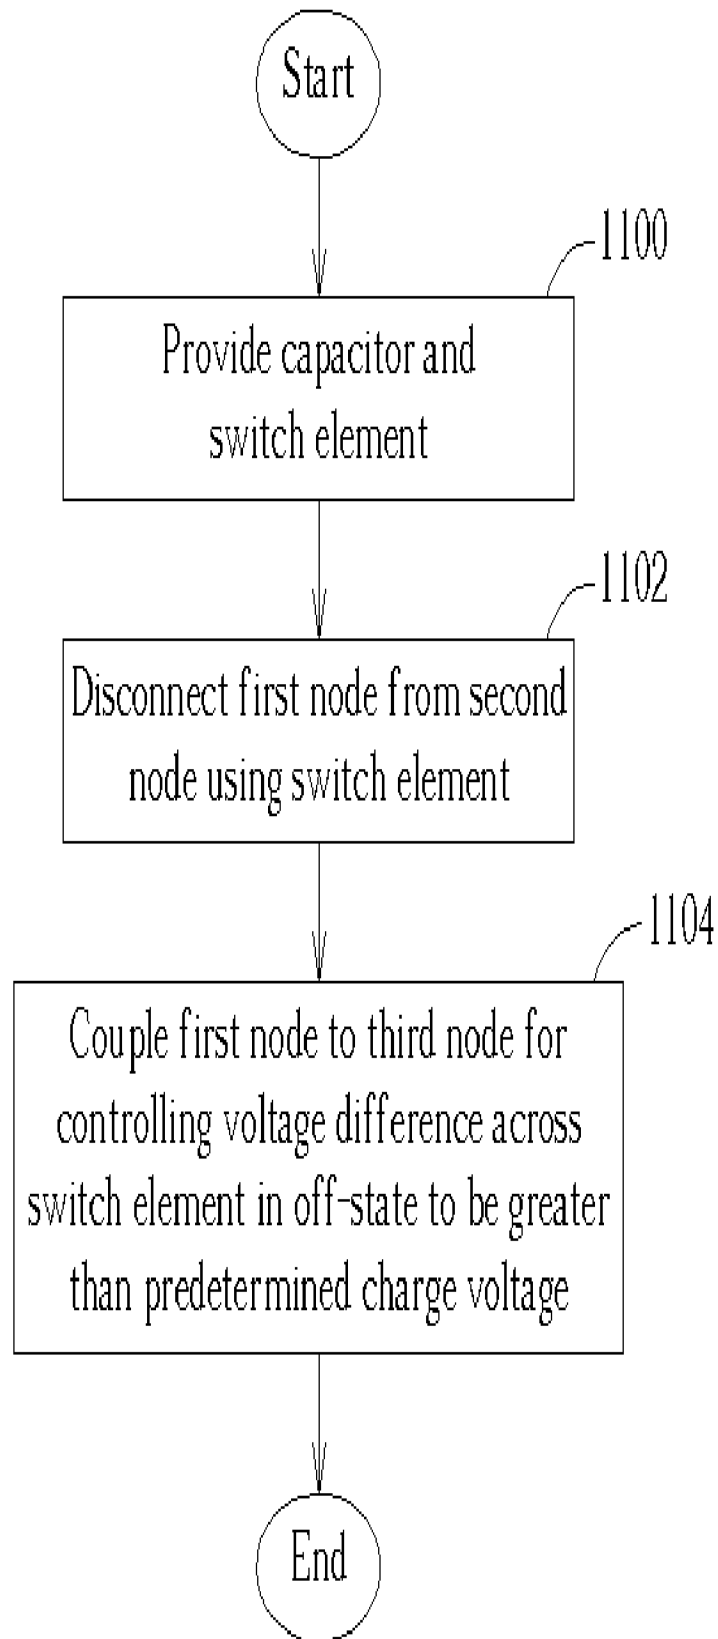 Start
1100
Provide capacitor and
switch element
1102
Disconnect first node from second
node using switch element
1104
Couple first node to third node for
controlling voltage difference across
switch element in off-state to be greater
than predetermined charge voltage
End